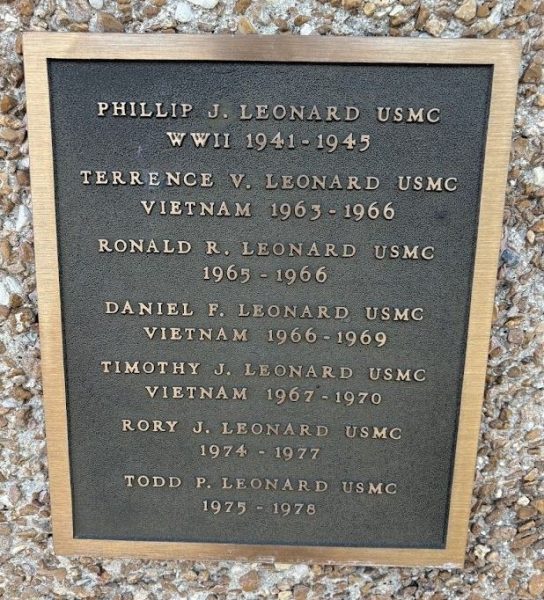 PHILLIP J. LEONARD USMC
WWII 1941-1945
TERRENCE V. LEONARD USMC
VIETNAM 1963-1966
RONALD R. LEONARD USMC
1965 - 1966
DANIEL F. LEONARD USMC
VIETNAM 1966-1969
TIMOTHY J. LEONARD USMC
VIETNAM 1967-1970
RORY J. LEONARD USMC
1974 - 1977
TODD P. LEONARD USMC
1975 - 1978